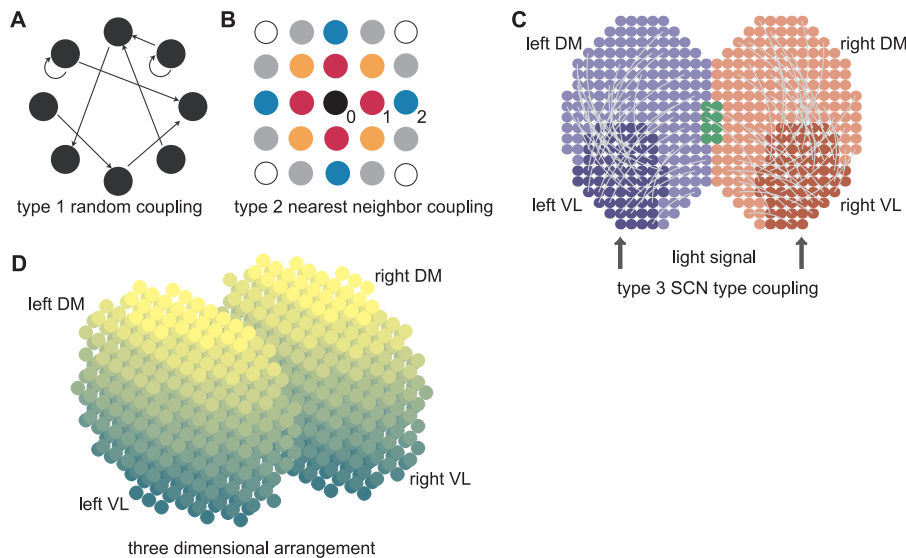 A
type 1 random coupling
B
0 1 2
type 2 nearest neighbor coupling
C
left DM
right DM
left VL
right VL
light signal
type 3 SCN type coupling
D
left DM
right DM
left VL
right VL
three dimensional arrangement